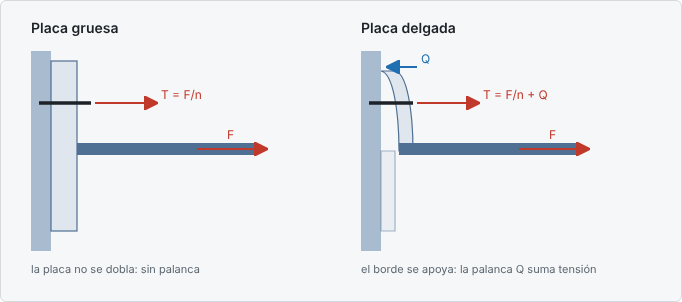 Placa gruesa
T = F/n
F
la placa no se dobla: sin palanca
Placa delgada
Q
T = F/n + Q
F
el borde se apoya: la palanca Q suma tensión